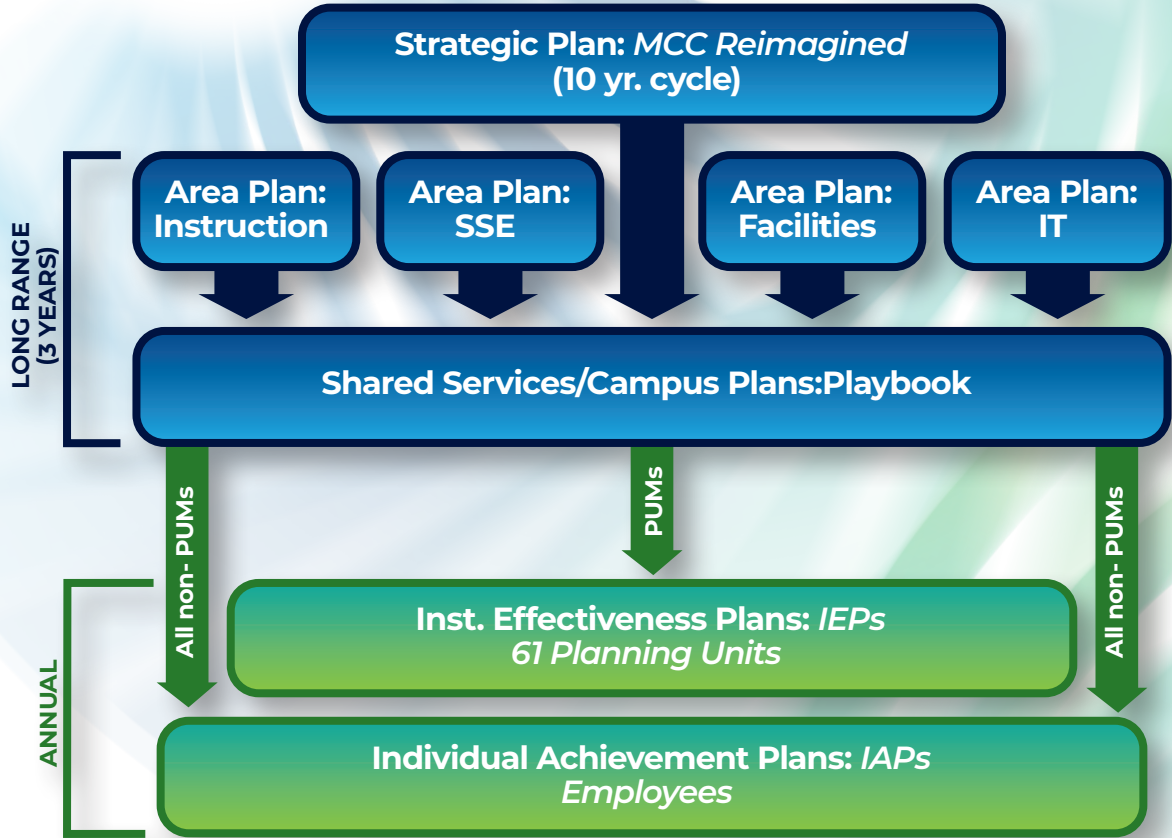 Strategic Plan: MCC Reimagined
(10 yr. cycle)
LONG RANGE
(3 YEARS)
Area Plan:
Instruction
Area Plan:
SSE
Area Plan:
Facilities
Area Plan:
IT
Shared Services/Campus Plans:Playbook
All non- PUMs
PUMs
All non- PUMs
ANNUAL
Inst. Effectiveness Plans: IEPs
61 Planning Units
Individual Achievement Plans: IAPs
Employees